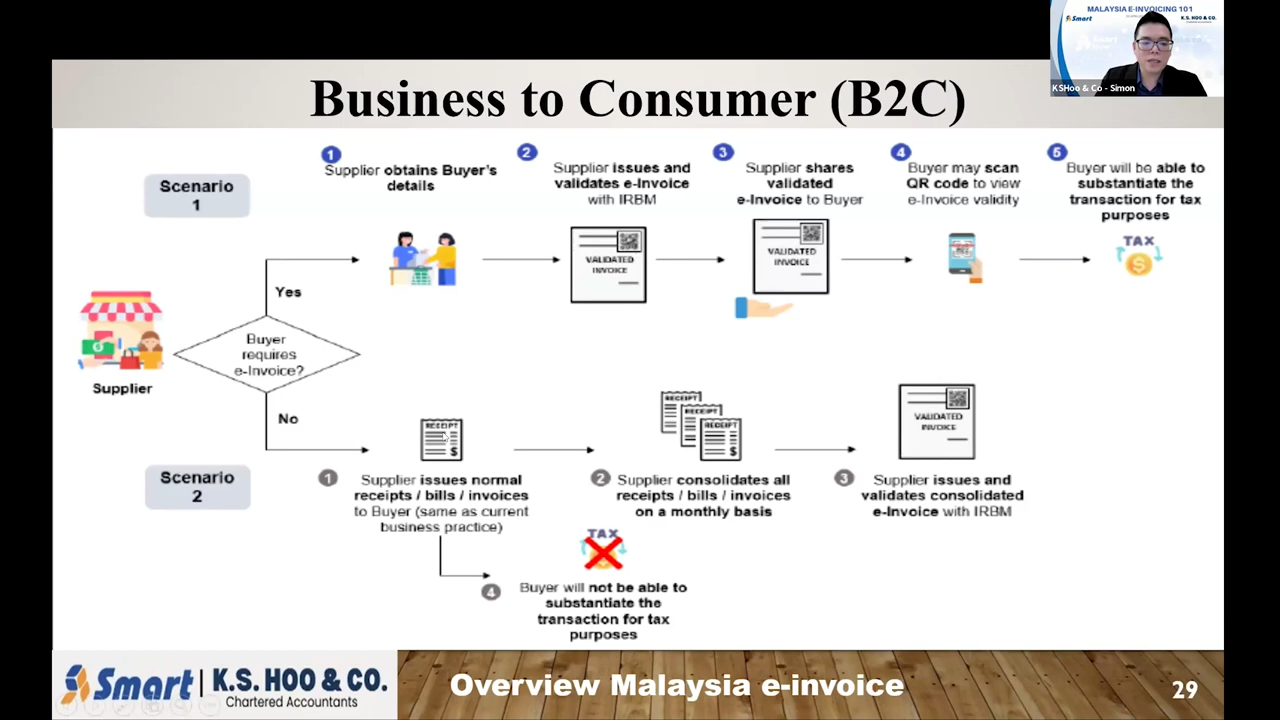 MALAYSIA E-INVOICING 101
Smart
K.S. HOO & CO.
KSHoo & Co - Simon
Business to Consumer (B2C)
Scenario
1
1
Supplier obtains Buyer's
details
2
Supplier issues and
validates e-Invoice
with IRBM
3
Supplier shares
validated
e-Invoice to Buyer
4
Buyer may scan
QR code to view
e-Invoice validity
5
Buyer will be able to
substantiate the
transaction for tax
purposes
VALIDATED
INVOICE
VALIDATED
INVOICE
TAX
Yes
Buyer
requires
e-Invoice?
Supplier
No
Scenario
2
RECEIPT
$
1
Supplier issues normal
receipts / bills / invoices
to Buyer (same as current
business practice)
RECEIPT
RECEIPT
RECEIPT
$
2
Supplier consolidates all
receipts / bills / invoices
on a monthly basis
VALIDATED
INVOICE
3
Supplier issues and
validates consolidated
e-Invoice with IRBM
TAX
4
Buyer will not be able to
substantiate the
transaction for tax
purposes
Smart | K.S. HOO & CO.
Chartered Accountants
Overview Malaysia e-invoice
29